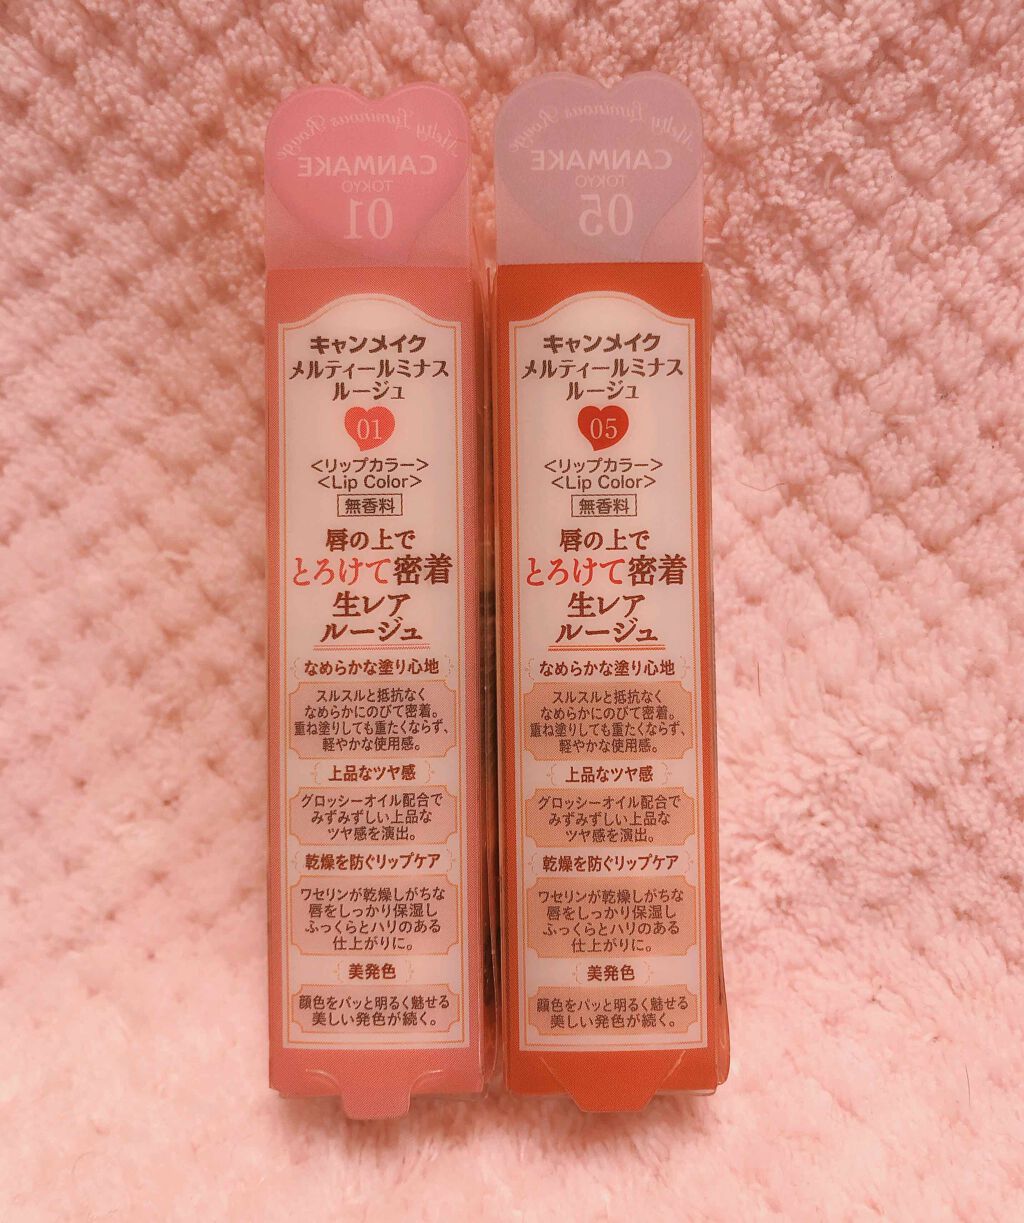 Melty Luminous Rouge
CANMAKE
TOKYO
01
キャンメイク
メルティールミナス
ルージュ
01
<リップカラー>
<Lip Color>
無香料
唇の上で
とろけて密着
生レア
ルージュ
なめらかな塗り心地
スルスルと抵抗なく
なめらかにのびて密着。
重ね塗りしても重たくならず、
軽やかな使用感。
上品なツヤ感
グロッシーオイル配合で
みずみずしい上品な
ツヤ感を演出。
乾燥を防ぐリップケア
ワセリンが乾燥しがちな
唇をしっかり保湿し
ふっくらとハリのある
仕上がりに。
美発色
顔色をパッと明るく魅せる
美しい発色が続く。
Melty Luminous Rouge
CANMAKE
TOKYO
05
キャンメイク
メルティールミナス
ルージュ
05
<リップカラー>
<Lip Color>
無香料
唇の上で
とろけて密着
生レア
ルージュ
なめらかな塗り心地
スルスルと抵抗なく
なめらかにのびて密着。
重ね塗りしても重たくならず、
軽やかな使用感。
上品なツヤ感
グロッシーオイル配合で
みずみずしい上品な
ツヤ感を演出。
乾燥を防ぐリップケア
ワセリンが乾燥しがちな
唇をしっかり保湿し
ふっくらとハリのある
仕上がりに。
美発色
顔色をパッと明るく魅せる
美しい発色が続く。